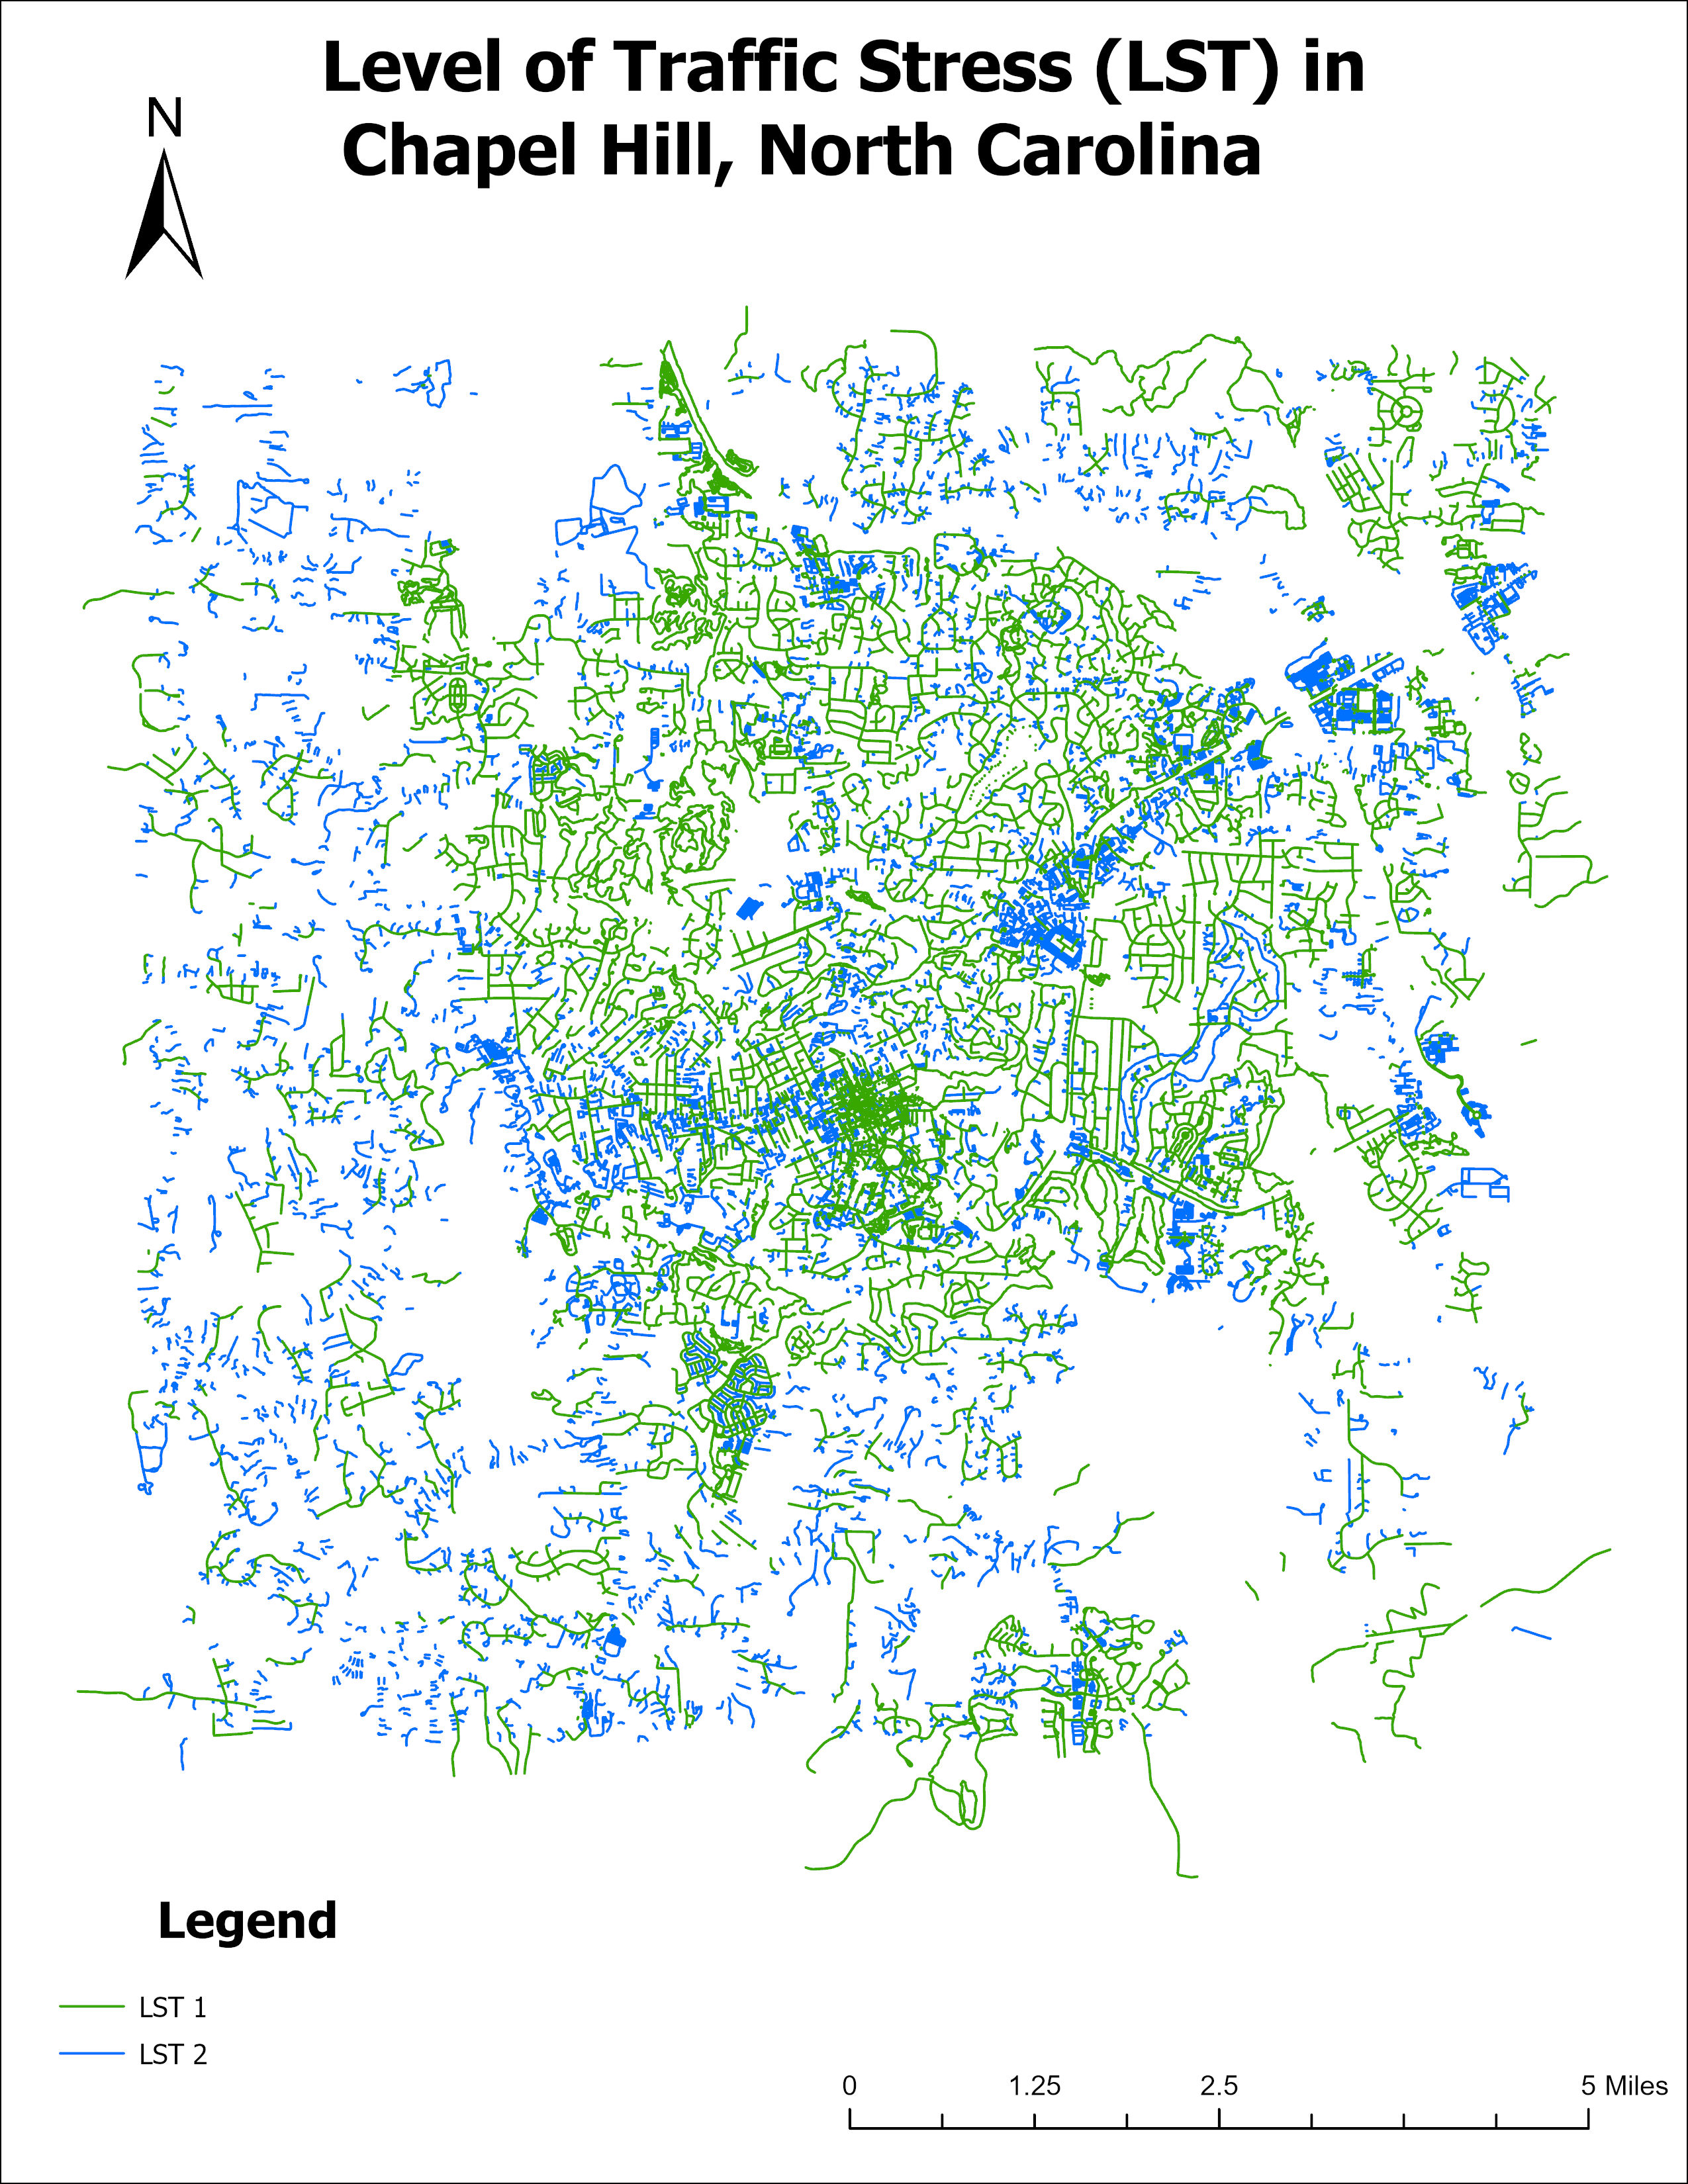 Level of Traffic Stress (LST) in
Chapel Hill, North Carolina
N
Legend
LST 1
LST 2
0 1.25 2.5 5 Miles